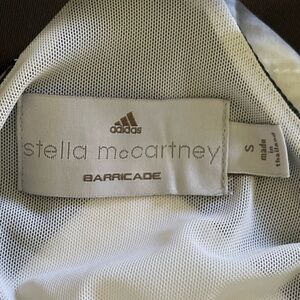 adidas
stella mccartney
BARRICADE
S
made
in
thailand